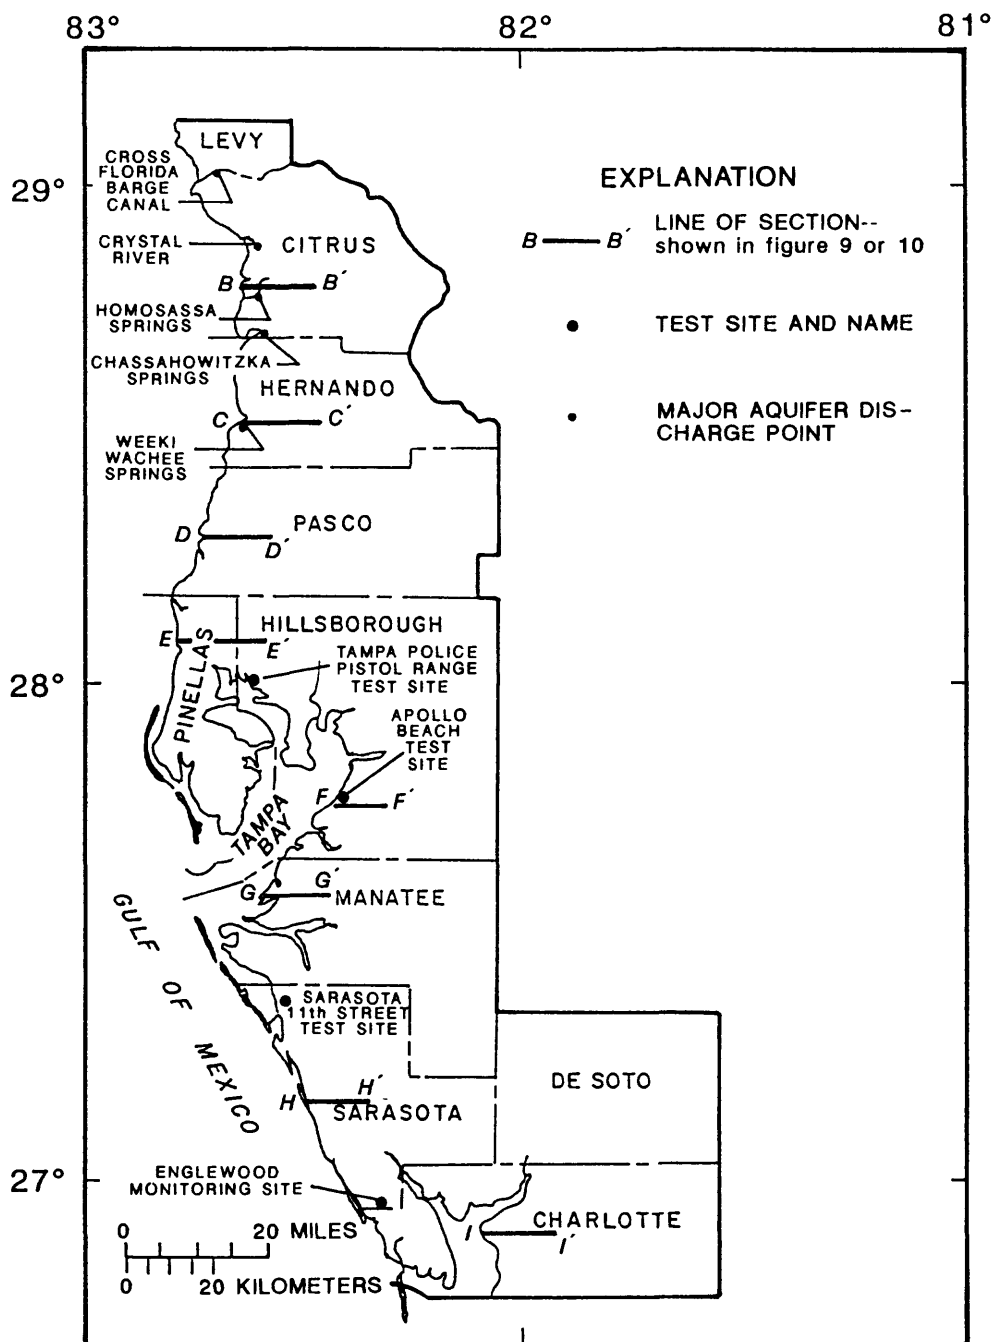 83° 82° 81°
LEVY
CROSS
FLORIDA
BARGE
CANAL
29°
EXPLANATION
B B´ LINE OF SECTION--
shown in figure 9 or 10
CRYSTAL
RIVER
CITRUS
B B´
HOMOSASSA
SPRINGS
TEST SITE AND NAME
CHASSAHOWITZKA
SPRINGS
HERNANDO
MAJOR AQUIFER DIS-
CHARGE POINT
C C´
WEEKI
WACHEE
SPRINGS
PASCO
D D´
HILLSBOROUGH
E E´
PINELLAS
TAMPA POLICE
PISTOL RANGE
TEST SITE
28°
APOLLO
BEACH
TEST
SITE
F F´
TAMPA
BAY
G G´
MANATEE
GULF OF MEXICO
SARASOTA
11th STREET
TEST SITE
DE SOTO
H H´
SARASOTA
27°
ENGLEWOOD
MONITORING SITE
CHARLOTTE
I I´
0 20 MILES
0 20 KILOMETERS